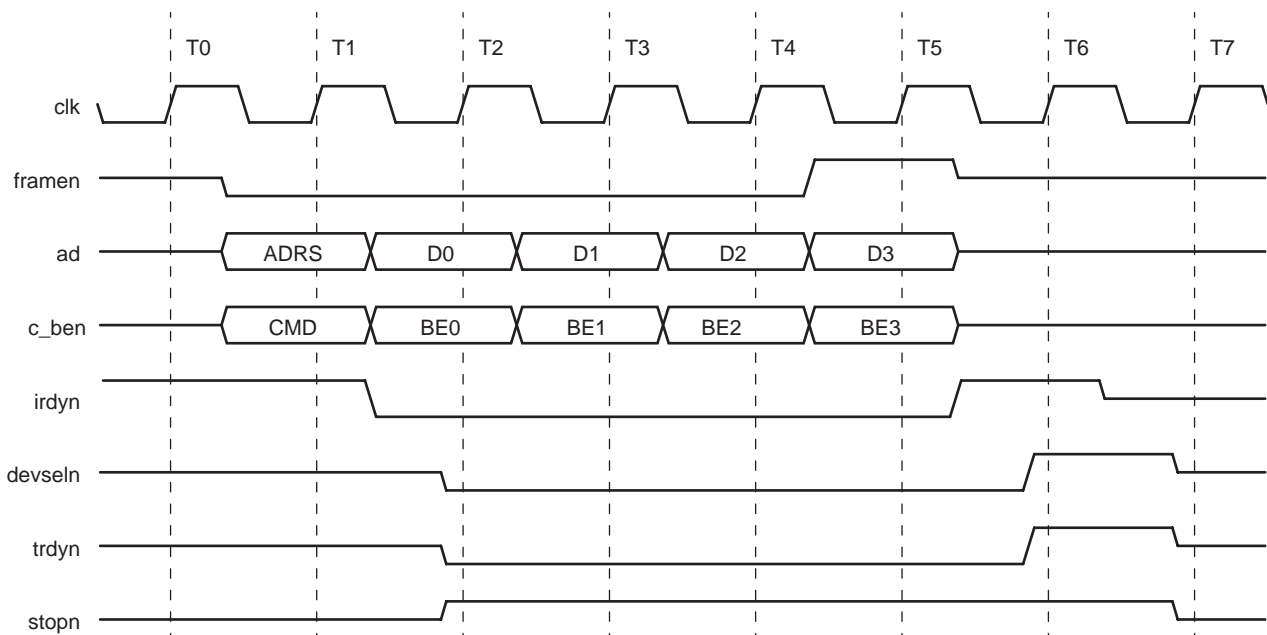 T0 T1 T2 T3 T4 T5 T6 T7
clk
framen
ad ADRS D0 D1 D2 D3
c_ben CMD BE0 BE1 BE2 BE3
irdyn
devseln
trdyn
stopn